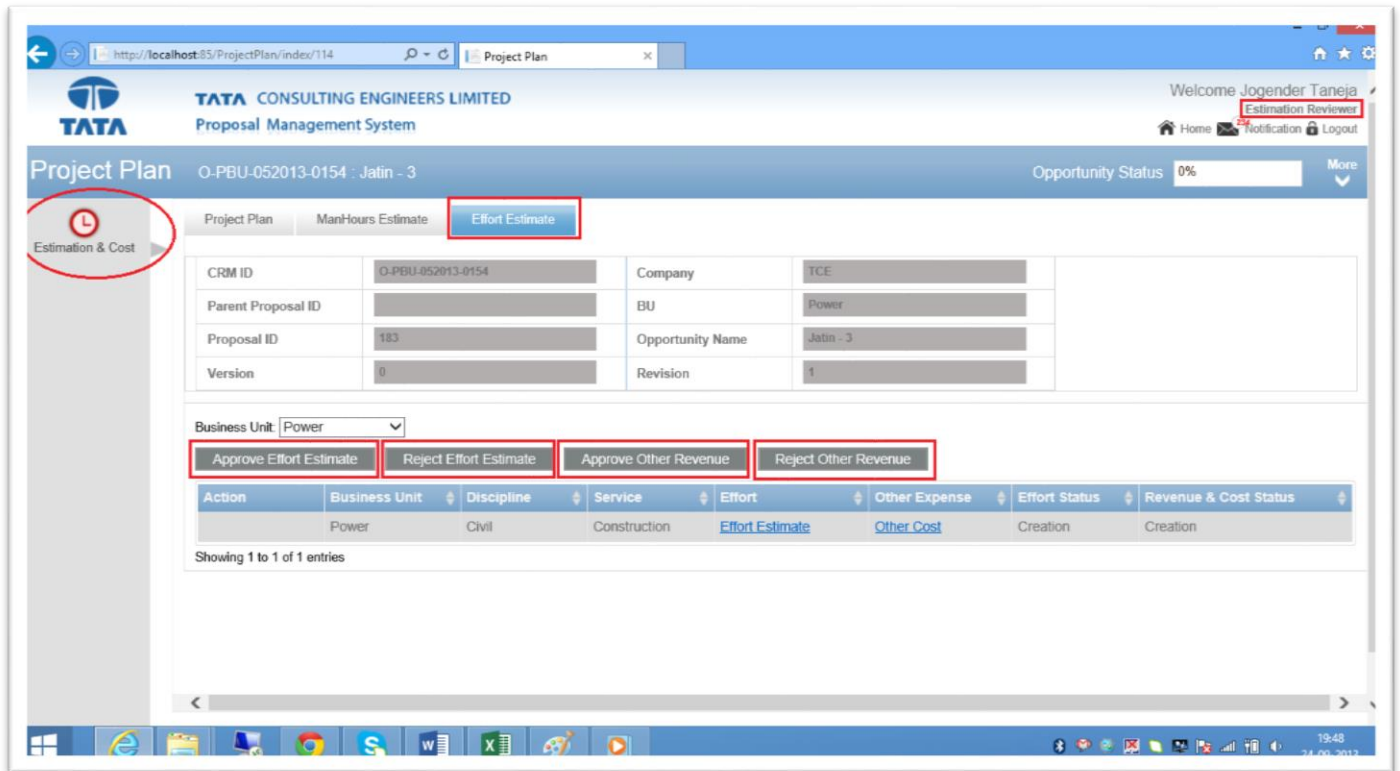 http://localhost:85/ProjectPlan/index/114
Project Plan
TATA
TATA CONSULTING ENGINEERS LIMITED
Proposal Management System
Welcome Jogender Taneja
Estimation Reviewer
Home Notification Logout
Project Plan O-PBU-052013-0154 : Jatin - 3 Opportunity Status 0% More
Estimation & Cost
Project Plan ManHours Estimate Effort Estimate
CRM ID O-PBU-052013-0154 Company TCE
Parent Proposal ID BU Power
Proposal ID 183 Opportunity Name Jatin - 3
Version 0 Revision 1
Business Unit: Power
Approve Effort Estimate Reject Effort Estimate Approve Other Revenue Reject Other Revenue
Action Business Unit Discipline Service Effort Other Expense Effort Status Revenue & Cost Status
Power Civil Construction Effort Estimate Other Cost Creation Creation
Showing 1 to 1 of 1 entries
19:48
24-09-2013